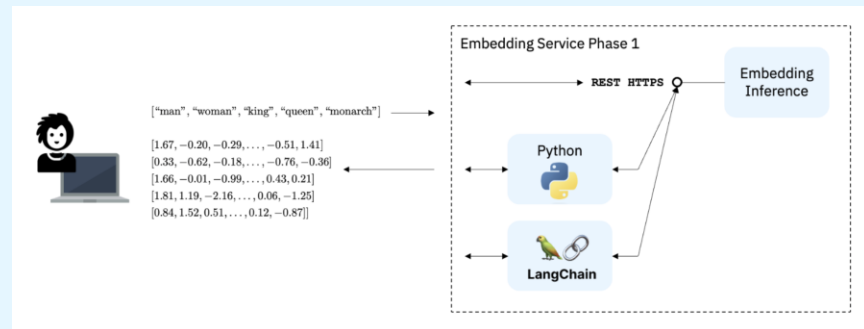 Embedding Service Phase 1
["man", "woman", "king", "queen", "monarch"]
[1.67, −0.20, −0.29, . . . , −0.51, 1.41]
[0.33, −0.62, −0.18, . . . , −0.76, −0.36]
[1.66, −0.01, −0.99, . . . , 0.43, 0.21]
[1.81, 1.19, −2.16, . . . , 0.06, −1.25]
[0.84, 1.52, 0.51, . . . , 0.12, −0.87]]
REST HTTPS
Embedding
Inference
Python
LangChain